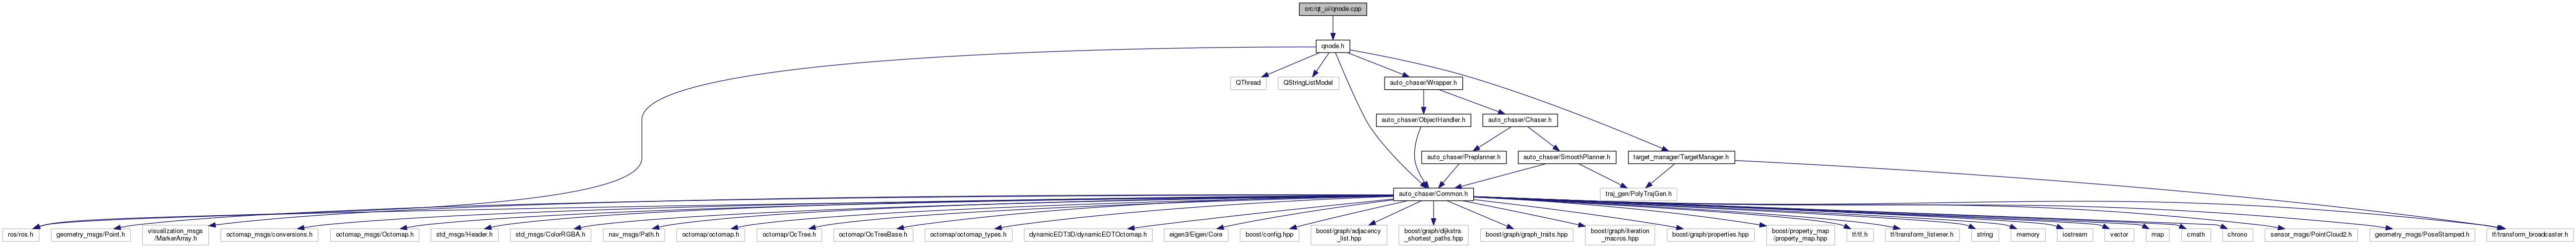 src/qt_ui/qnode.cpp
qnode.h
QThread
QStringListModel
auto_chaser/Wrapper.h
auto_chaser/ObjectHandler.h
auto_chaser/Chaser.h
auto_chaser/Preplanner.h
auto_chaser/SmoothPlanner.h
target_manager/TargetManager.h
auto_chaser/Common.h
traj_gen/PolyTrajGen.h
ros/ros.h
geometry_msgs/Point.h
visualization_msgs
/MarkerArray.h
octomap_msgs/conversions.h
octomap_msgs/Octomap.h
std_msgs/Header.h
std_msgs/ColorRGBA.h
nav_msgs/Path.h
octomap/octomap.h
octomap/OcTree.h
octomap/OcTreeBase.h
octomap/octomap_types.h
dynamicEDT3D/dynamicEDTOctomap.h
eigen3/Eigen/Core
boost/config.hpp
boost/graph/adjacency
_list.hpp
boost/graph/dijkstra
_shortest_paths.hpp
boost/graph/graph_traits.hpp
boost/graph/iteration
_macros.hpp
boost/graph/properties.hpp
boost/property_map
/property_map.hpp
tf/tf.h
tf/transform_listener.h
string
memory
iostream
vector
map
cmath
chrono
sensor_msgs/PointCloud2.h
geometry_msgs/PoseStamped.h
tf/transform_broadcaster.h